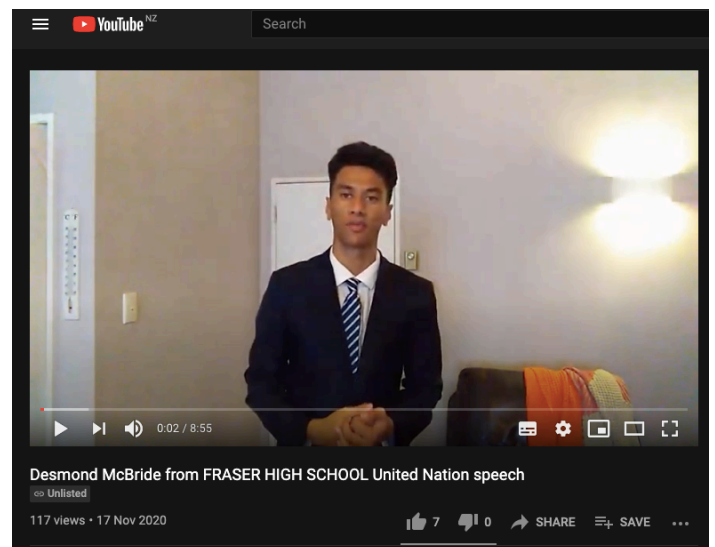 YouTube NZ
Search
C F
0:02 / 8:55
Desmond McBride from FRASER HIGH SCHOOL United Nation speech
Unlisted
117 views • 17 Nov 2020
7 0 SHARE SAVE